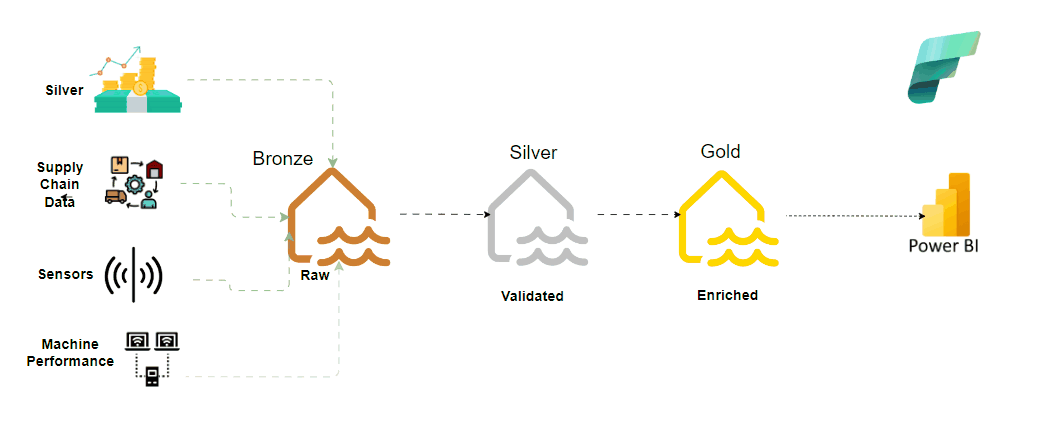 Silver
Supply
Chain
Data
Sensors
Machine
Performance
Bronze
Raw
Silver
Validated
Gold
Enriched
Power BI